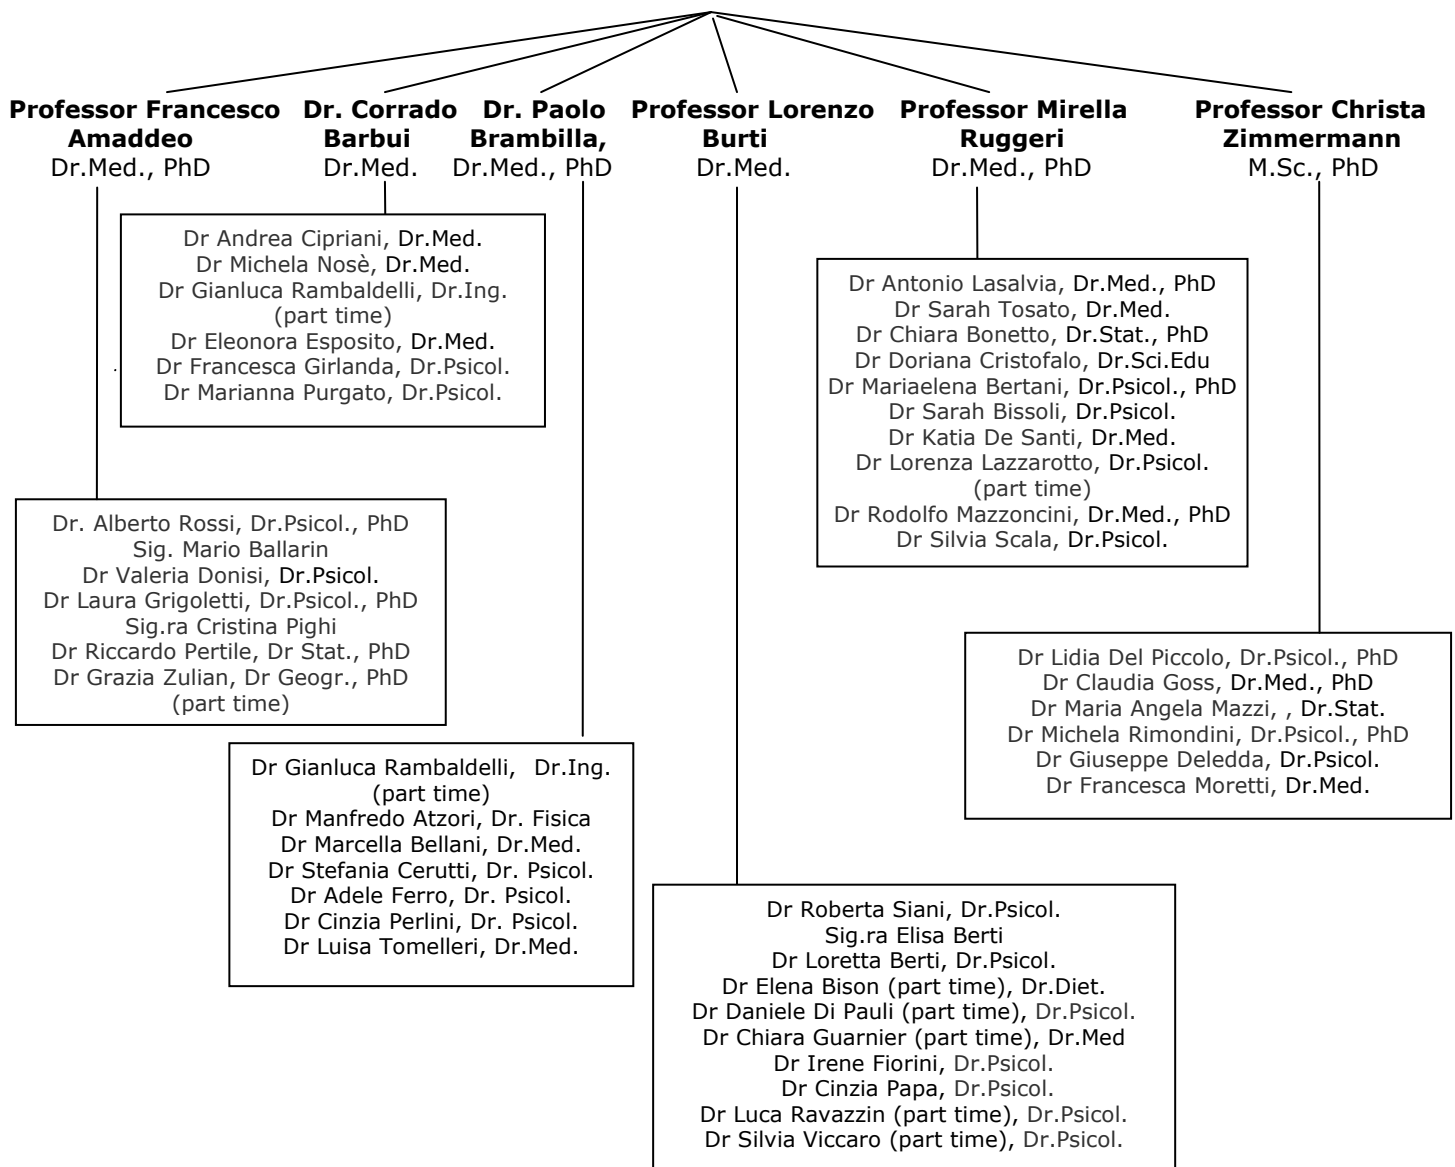 Professor Francesco
Amaddeo
Dr.Med., PhD
Dr. Corrado
Barbui
Dr.Med.
Dr. Paolo
Brambilla,
Dr.Med., PhD
Professor Lorenzo
Burti
Dr.Med.
Professor Mirella
Ruggeri
Dr.Med., PhD
Professor Christa
Zimmermann
M.Sc., PhD
Dr Andrea Cipriani, Dr.Med.
Dr Michela Nosè, Dr.Med.
Dr Gianluca Rambaldelli, Dr.Ing.
(part time)
Dr Eleonora Esposito, Dr.Med.
Dr Francesca Girlanda, Dr.Psicol.
Dr Marianna Purgato, Dr.Psicol.
Dr Antonio Lasalvia, Dr.Med., PhD
Dr Sarah Tosato, Dr.Med.
Dr Chiara Bonetto, Dr.Stat., PhD
Dr Doriana Cristofalo, Dr.Sci.Edu
Dr Mariaelena Bertani, Dr.Psicol., PhD
Dr Sarah Bissoli, Dr.Psicol.
Dr Katia De Santi, Dr.Med.
Dr Lorenza Lazzarotto, Dr.Psicol.
(part time)
Dr Rodolfo Mazzoncini, Dr.Med., PhD
Dr Silvia Scala, Dr.Psicol.
Dr. Alberto Rossi, Dr.Psicol., PhD
Sig. Mario Ballarin
Dr Valeria Donisi, Dr.Psicol.
Dr Laura Grigoletti, Dr.Psicol., PhD
Sig.ra Cristina Pighi
Dr Riccardo Pertile, Dr Stat., PhD
Dr Grazia Zulian, Dr Geogr., PhD
(part time)
Dr Lidia Del Piccolo, Dr.Psicol., PhD
Dr Claudia Goss, Dr.Med., PhD
Dr Maria Angela Mazzi, , Dr.Stat.
Dr Michela Rimondini, Dr.Psicol., PhD
Dr Giuseppe Deledda, Dr.Psicol.
Dr Francesca Moretti, Dr.Med.
Dr Gianluca Rambaldelli, Dr.Ing.
(part time)
Dr Manfredo Atzori, Dr. Fisica
Dr Marcella Bellani, Dr.Med.
Dr Stefania Cerutti, Dr. Psicol.
Dr Adele Ferro, Dr. Psicol.
Dr Cinzia Perlini, Dr. Psicol.
Dr Luisa Tomelleri, Dr.Med.
Dr Roberta Siani, Dr.Psicol.
Sig.ra Elisa Berti
Dr Loretta Berti, Dr.Psicol.
Dr Elena Bison (part time), Dr.Diet.
Dr Daniele Di Pauli (part time), Dr.Psicol.
Dr Chiara Guarnier (part time), Dr.Med
Dr Irene Fiorini, Dr.Psicol.
Dr Cinzia Papa, Dr.Psicol.
Dr Luca Ravazzin (part time), Dr.Psicol.
Dr Silvia Viccaro (part time), Dr.Psicol.